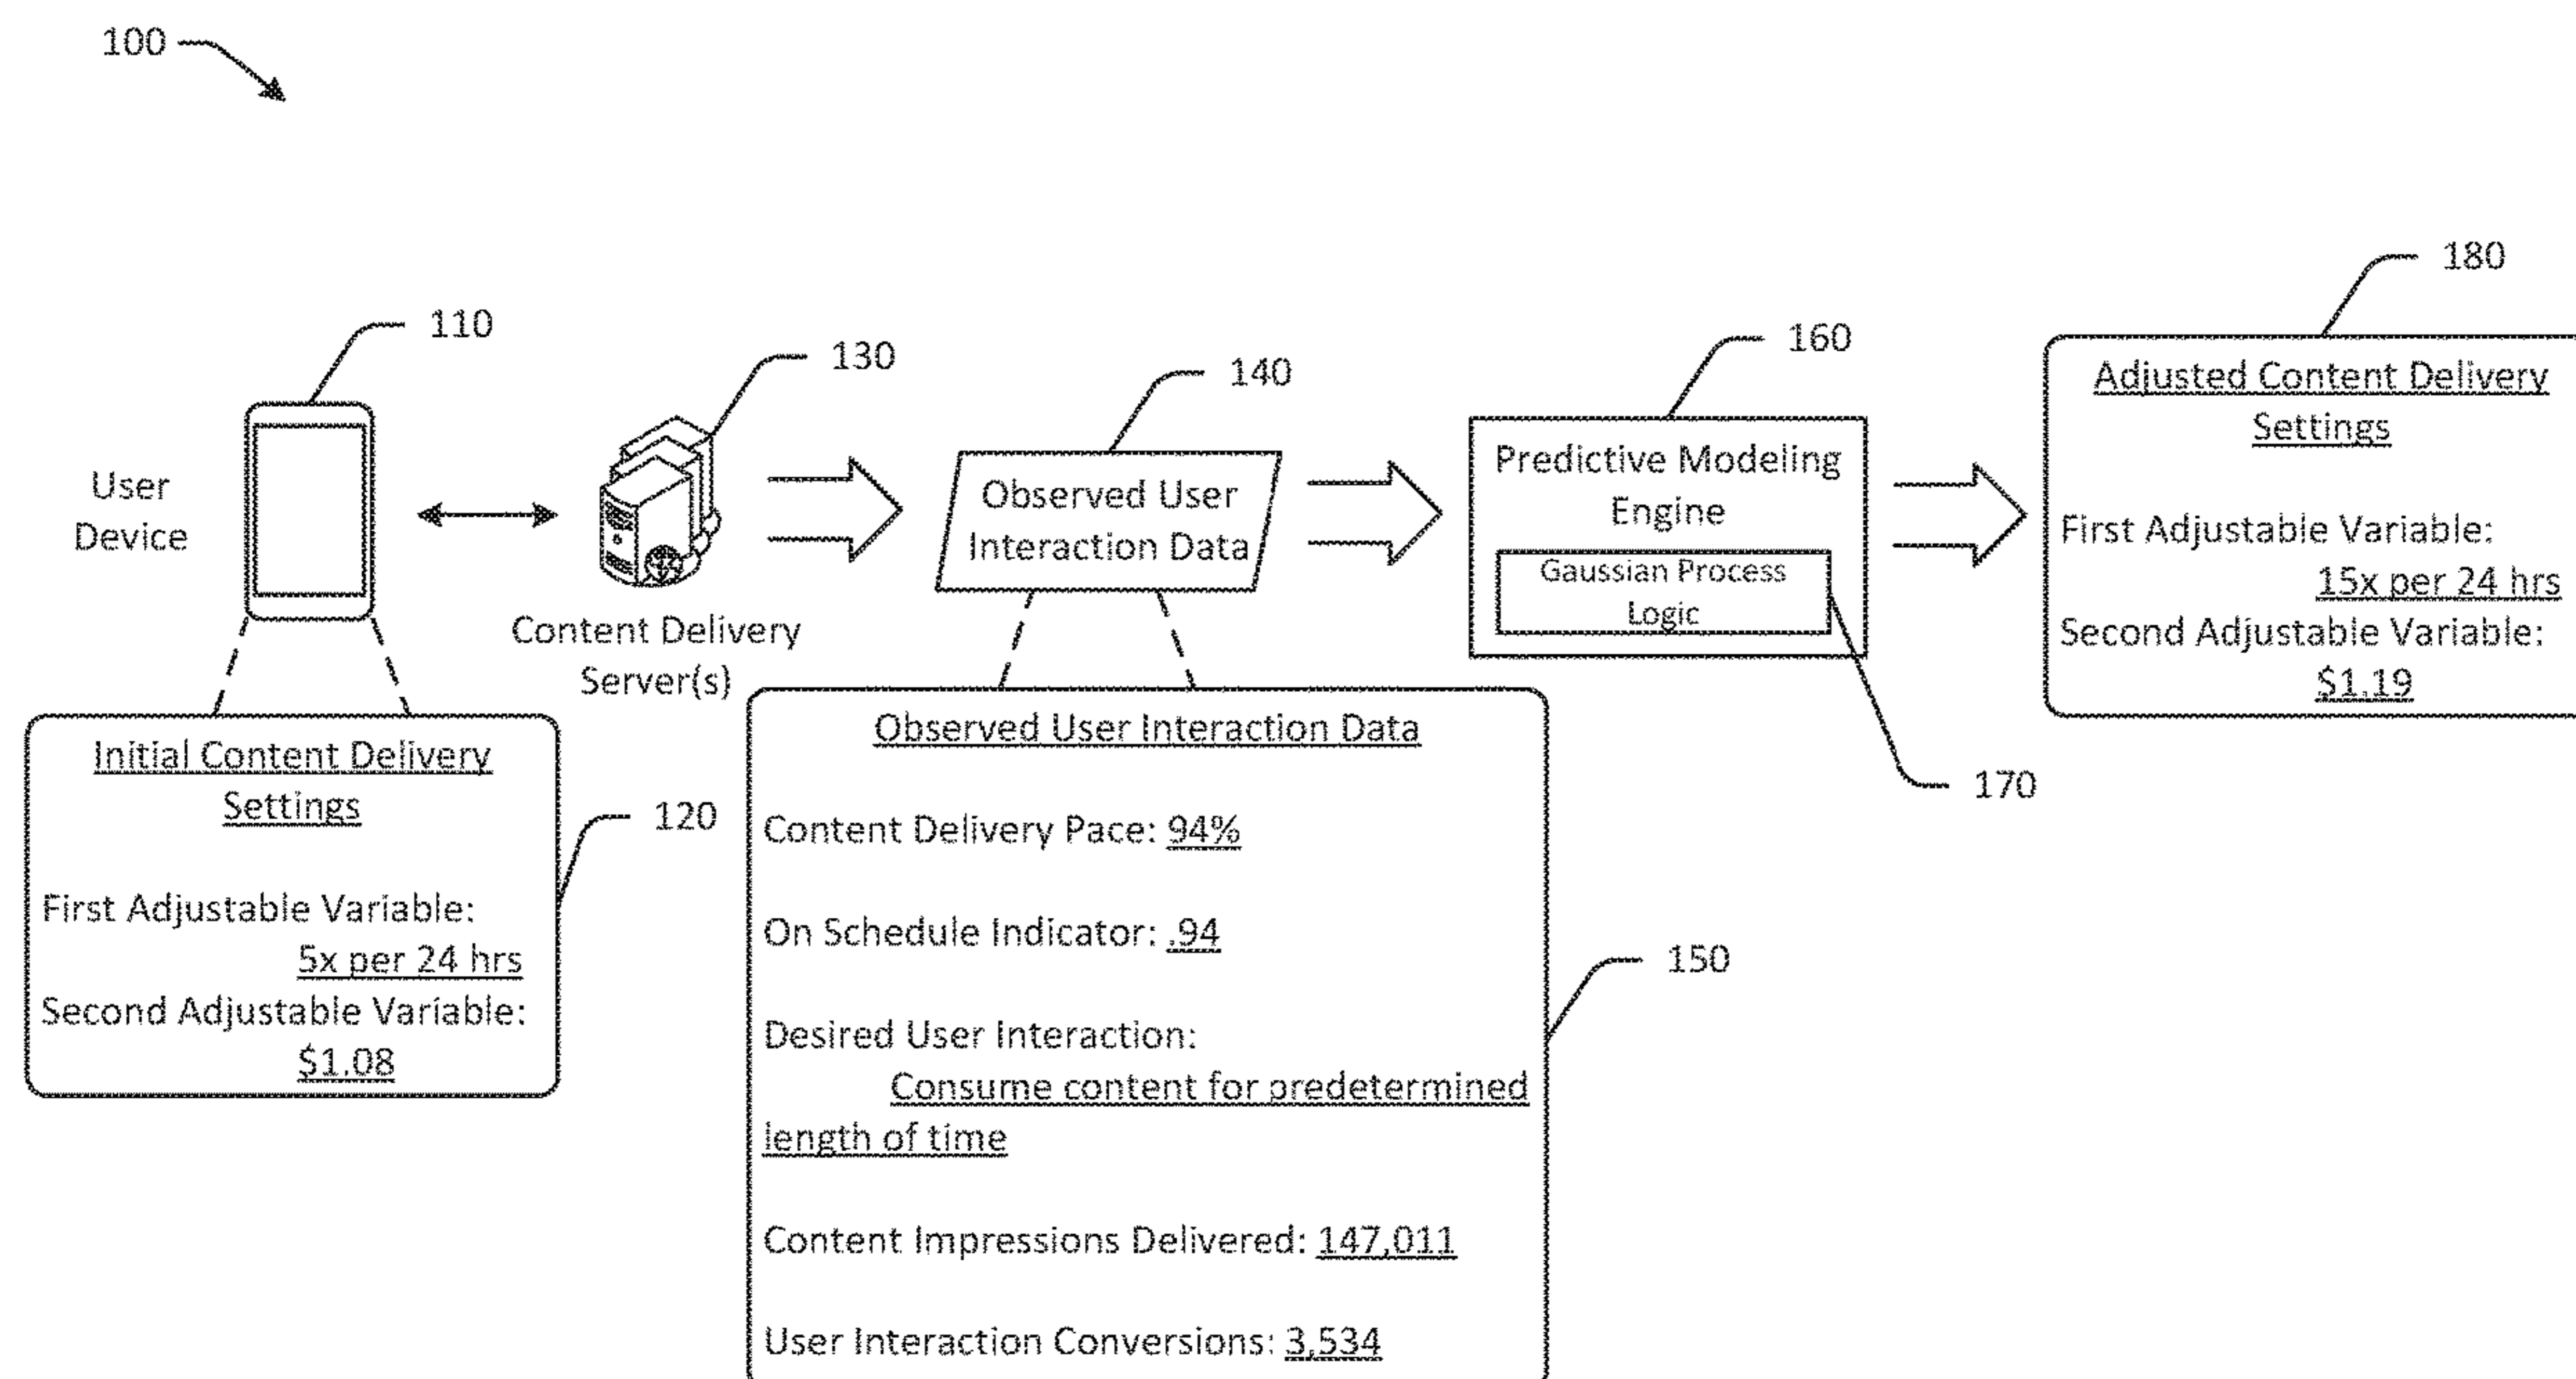 100
110
User
Device
130
Content Delivery
Server(s)
140
Observed User
Interaction Data
160
Predictive Modeling
Engine
Gaussian Process
Logic
170
180
Adjusted Content Delivery
Settings
First Adjustable Variable:
15x per 24 hrs
Second Adjustable Variable:
$1.19
Initial Content Delivery
Settings
First Adjustable Variable:
5x per 24 hrs
Second Adjustable Variable:
$1.08
120
Observed User Interaction Data
Content Delivery Pace: 94%
On Schedule Indicator: .94
Desired User Interaction:
Consume content for predetermined
length of time
Content Impressions Delivered: 147,011
User Interaction Conversions: 3,534
150